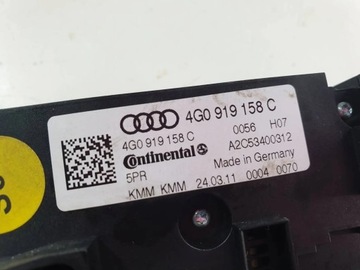 4G0 919 158 C
4G0 919 158 C 0056 H07
Continental A2C53400312
5PR Made in Germany
KMM KMM 24.03.11 0004 0070